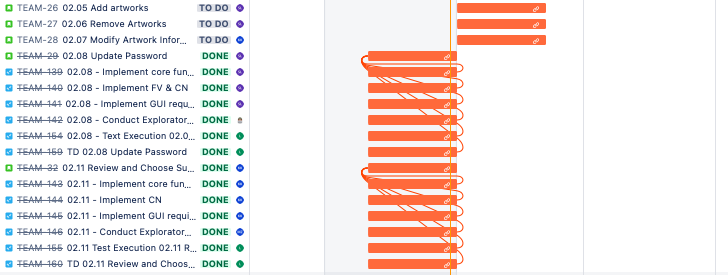 TEAM-26 02.05 Add artworks TO DO
TEAM-27 02.06 Remove Artworks TO DO
TEAM-28 02.07 Modify Artwork Infor... TO DO
TEAM-29 02.08 Update Password DONE
TEAM-139 02.08 - Implement core fun... DONE
TEAM-140 02.08 - Implement FV & CN DONE
TEAM-141 02.08 - Implement GUI requ... DONE
TEAM-142 02.08 - Conduct Explorator... DONE
TEAM-154 02.08 - Text Execution 02.0... DONE
TEAM-159 TD 02.08 Update Password DONE
TEAM-32 02.11 Review and Choose Su... DONE
TEAM-143 02.11 - Implement core fun... DONE
TEAM-144 02.11 - Implement CN DONE
TEAM-145 02.11 - Implement GUI requi... DONE
TEAM-146 02.11 - Conduct Explorator... DONE
TEAM-155 02.11 Test Execution 02.11 R... DONE
TEAM-160 TD 02.11 Review and Choos... DONE